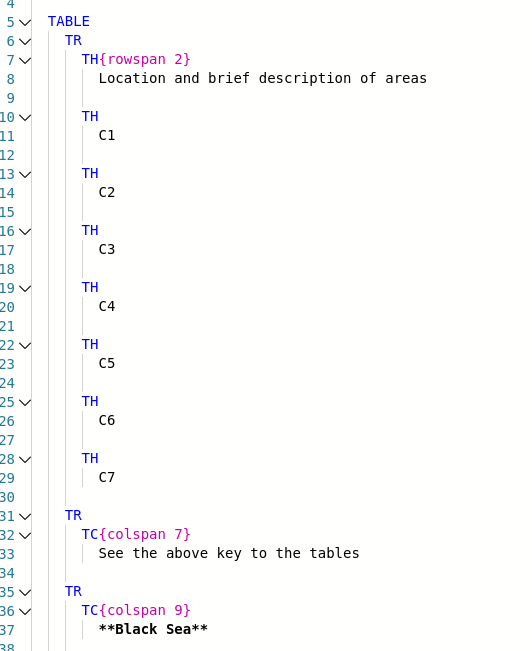 4
5 TABLE
6 TR
7 TH{rowspan 2}
8 Location and brief description of areas
9
10 TH
11 C1
12
13 TH
14 C2
15
16 TH
17 C3
18
19 TH
20 C4
21
22 TH
23 C5
24
25 TH
26 C6
27
28 TH
29 C7
30
31 TR
32 TC{colspan 7}
33 See the above key to the tables
34
35 TR
36 TC{colspan 9}
37 **Black Sea**
38